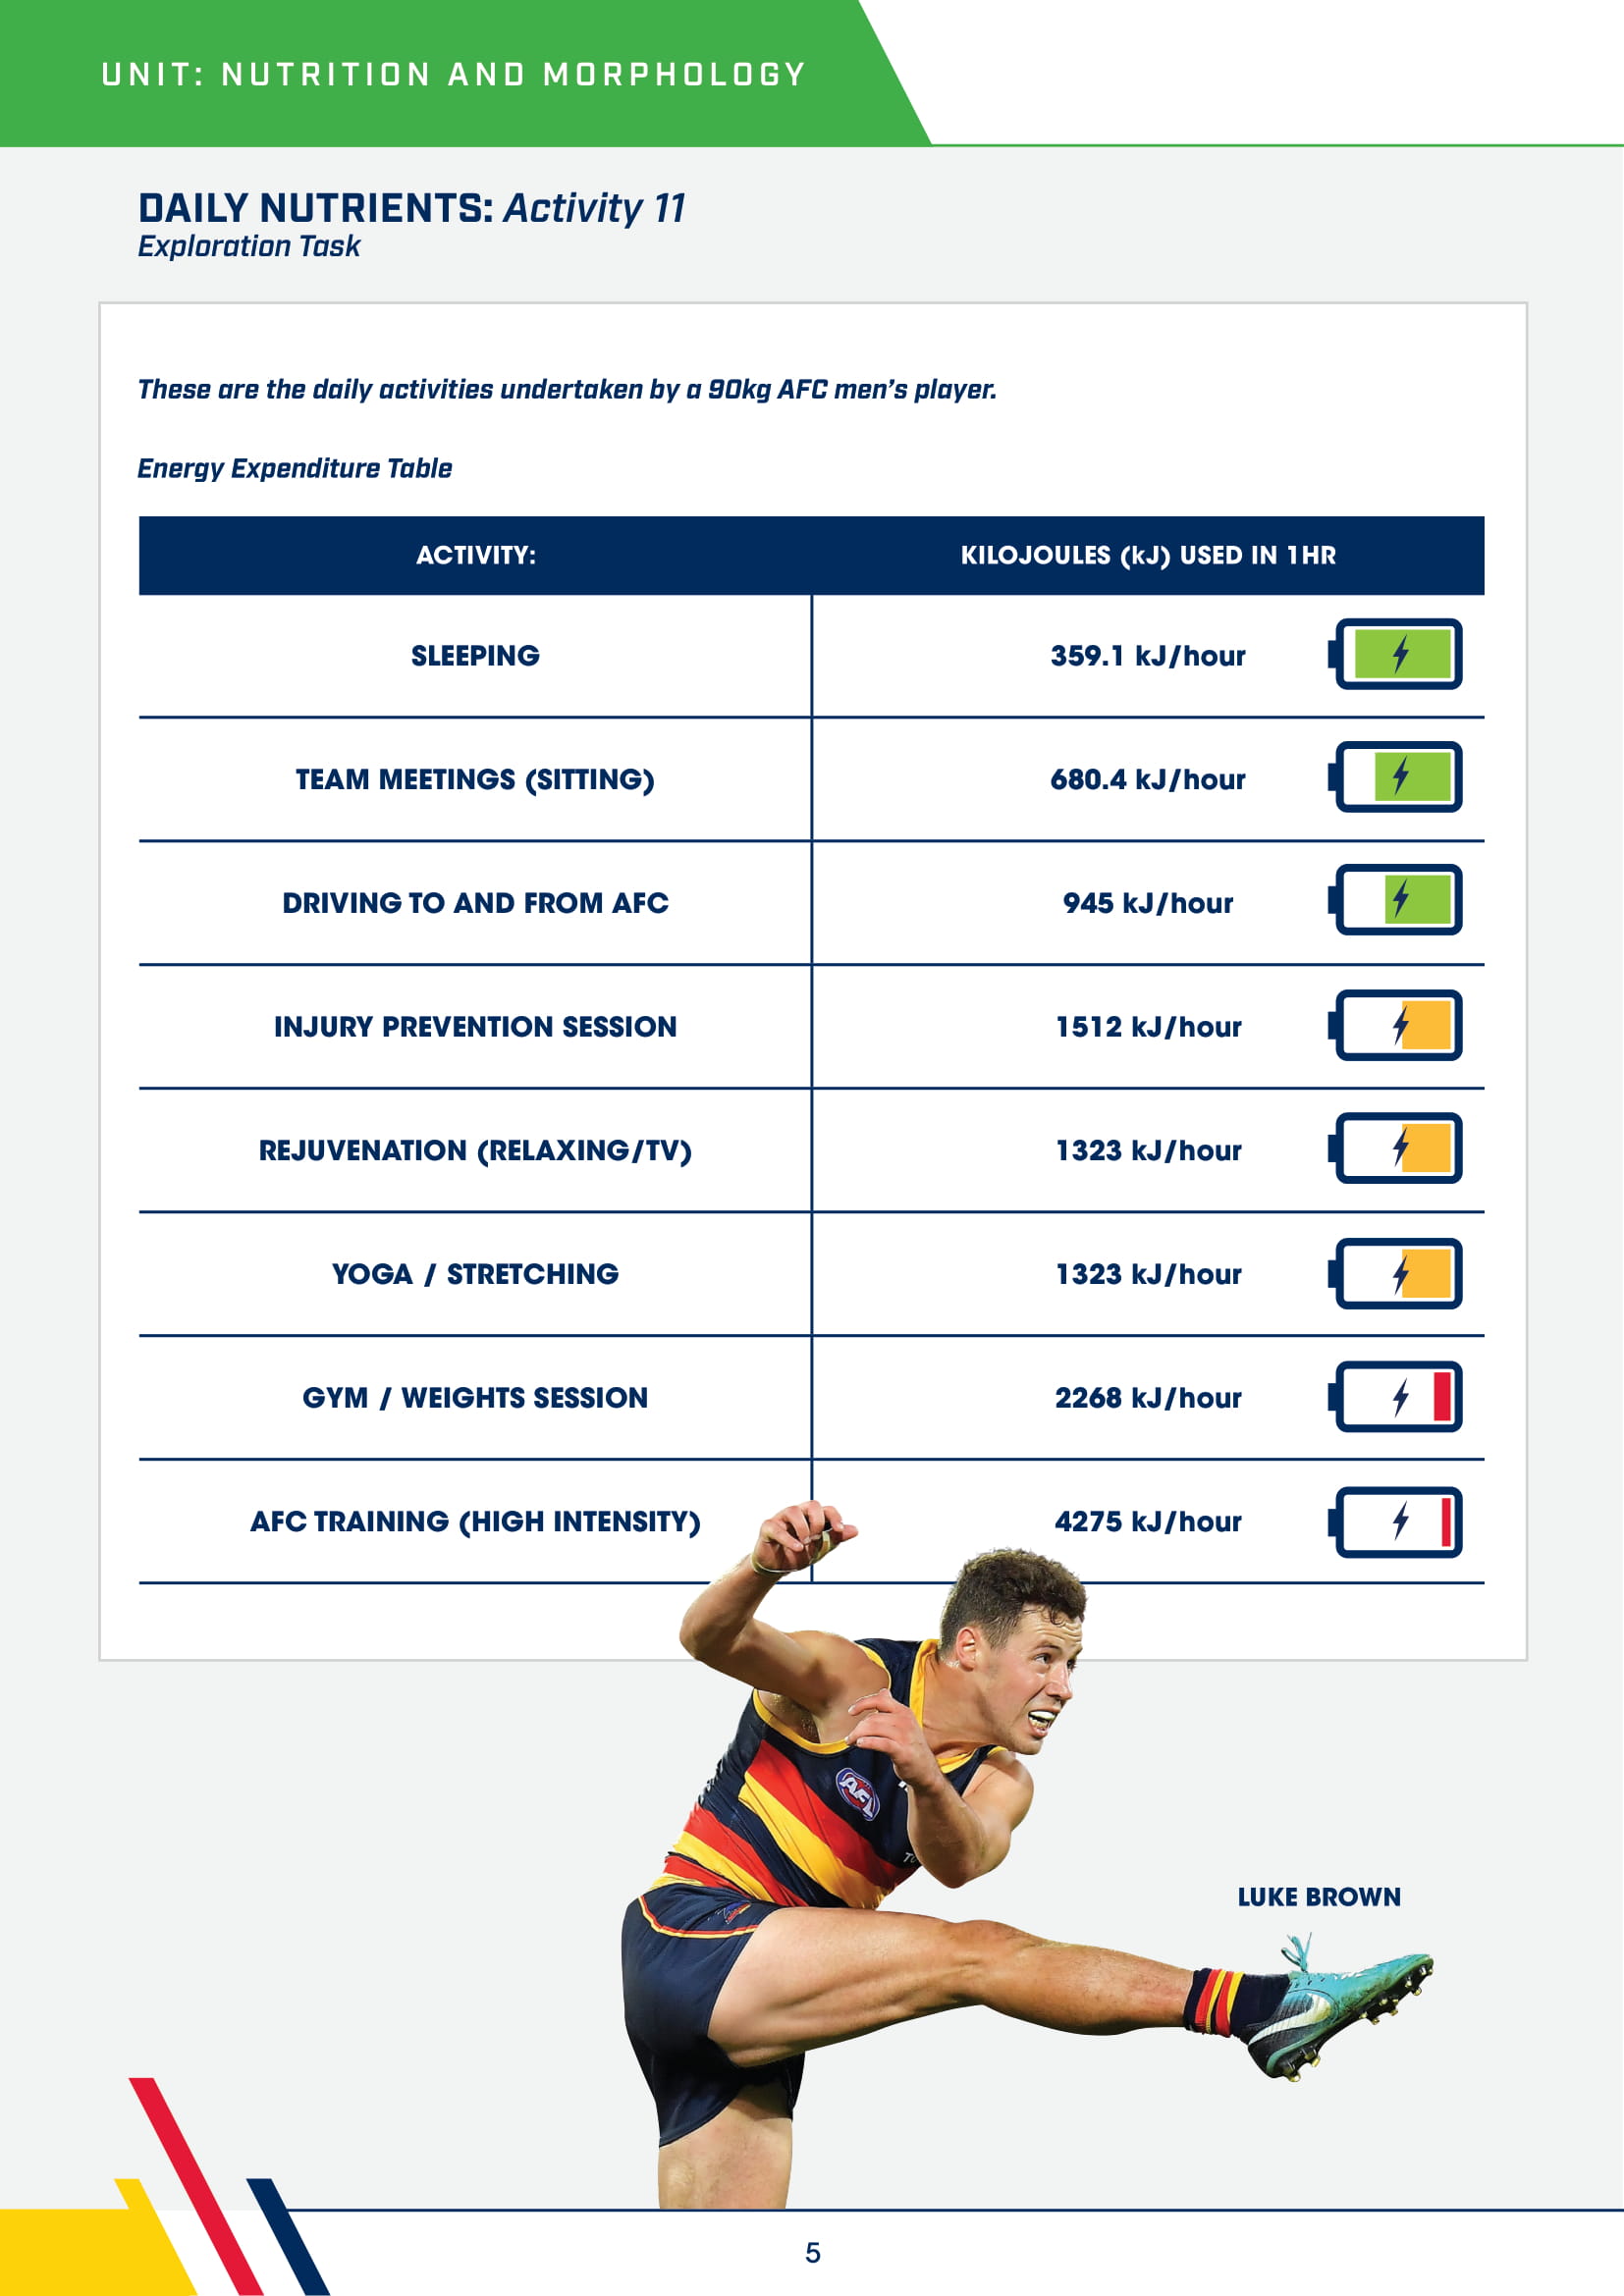 UNIT: NUTRITION AND MORPHOLOGY
DAILY NUTRIENTS: Activity 11
Exploration Task
These are the daily activities undertaken by a 90kg AFC men's player.
Energy Expenditure Table
ACTIVITY: KILOJOULES (kJ) USED IN 1HR
SLEEPING 359.1 kJ/hour
TEAM MEETINGS (SITTING) 680.4 kJ/hour
DRIVING TO AND FROM AFC 945 kJ/hour
INJURY PREVENTION SESSION 1512 kJ/hour
REJUVENATION (RELAXING/TV) 1323 kJ/hour
YOGA / STRETCHING 1323 kJ/hour
GYM / WEIGHTS SESSION 2268 kJ/hour
AFC TRAINING (HIGH INTENSITY) 4275 kJ/hour
AFL
LUKE BROWN
5